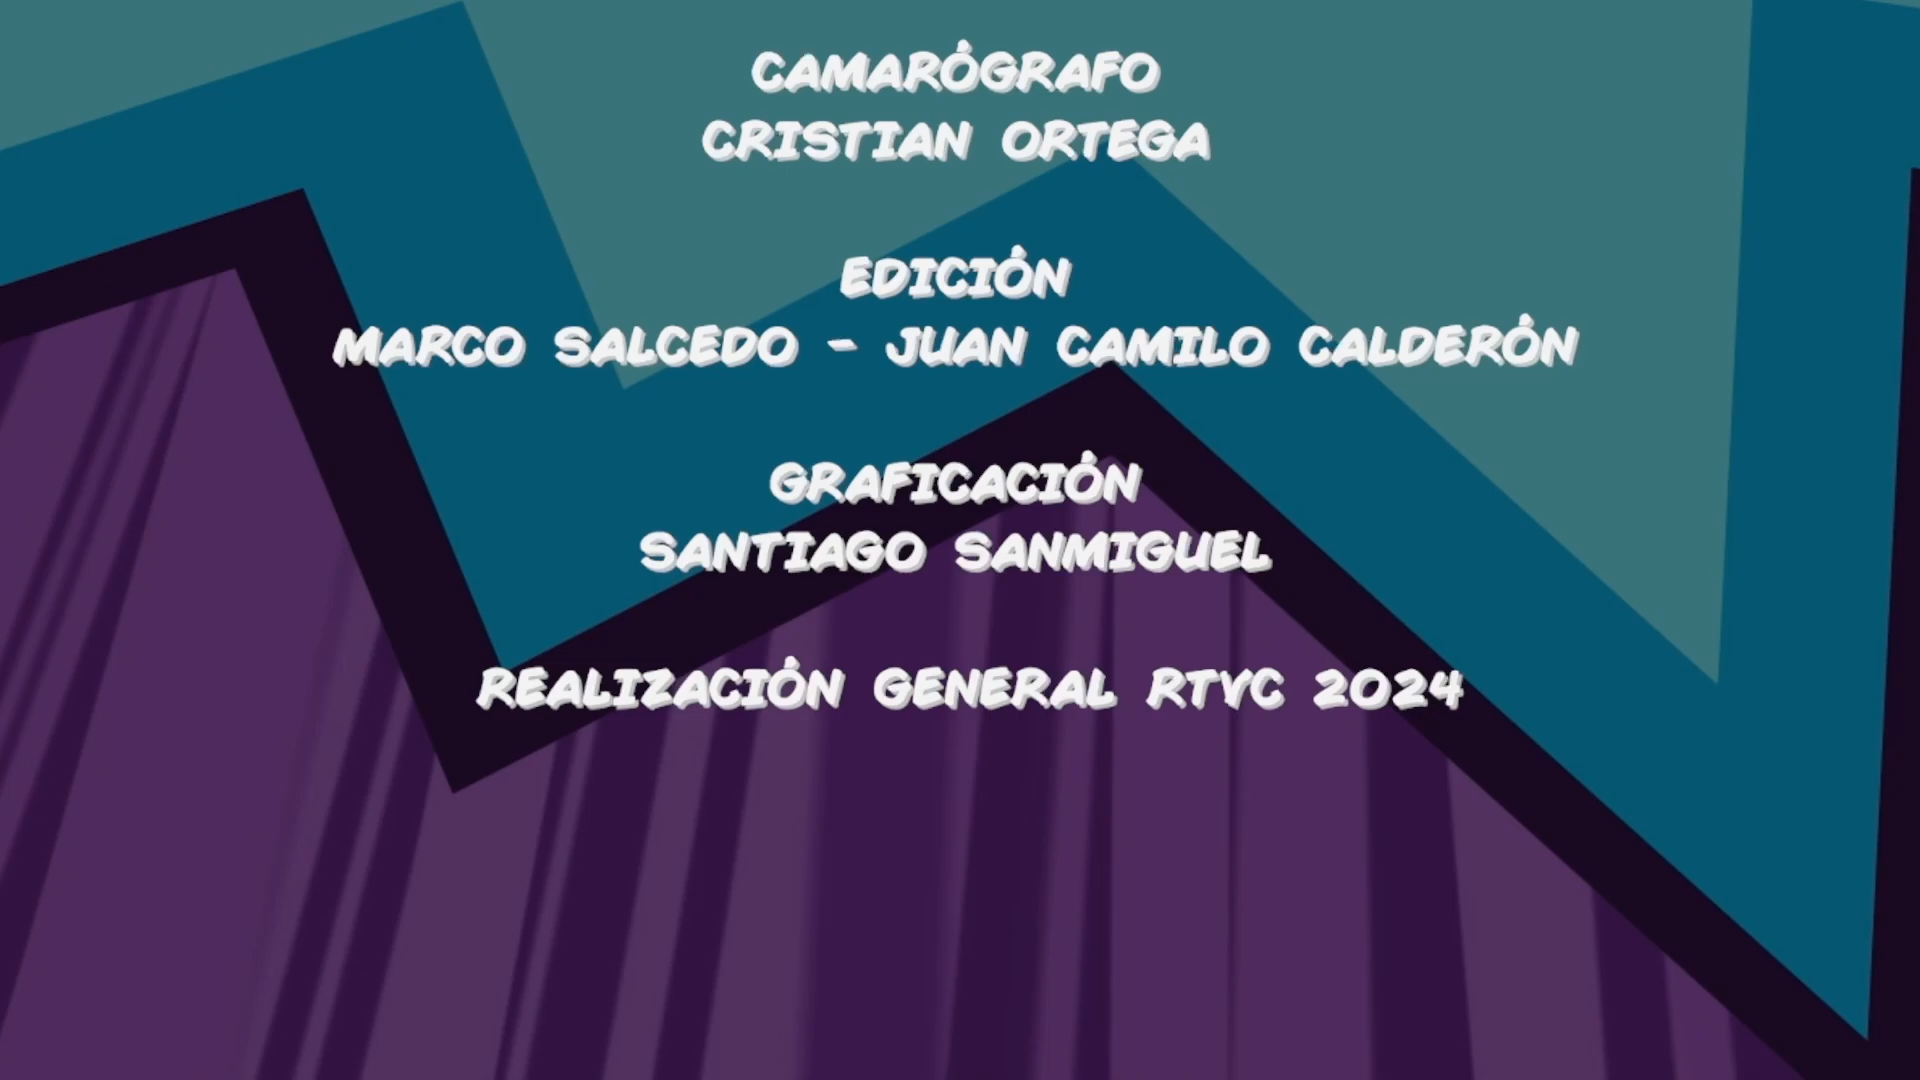 CAMARÓGRAFO
CRISTIAN ORTEGA
EDICIÓN
MARCO SALCEDO - JUAN CAMILO CALDERÓN
GRAFICACIÓN
SANTIAGO SANMIGUEL
REALIZACIÓN GENERAL RTVC 2024